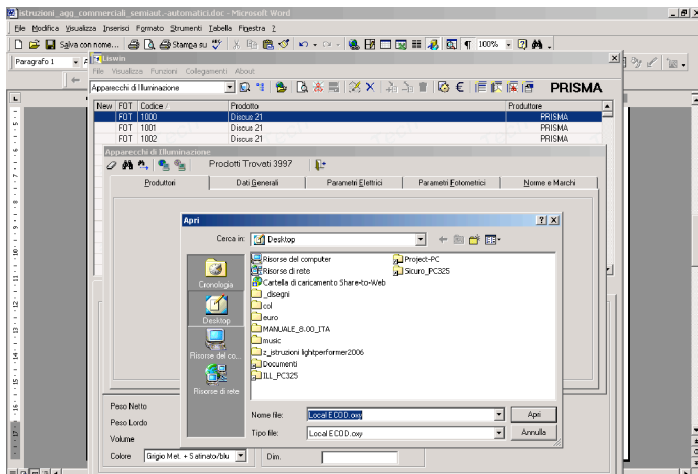 istruzioni_agg_commerciali_semiaut.-automatici.doc - Microsoft Word
File Modifica Visualizza Inserisci Formato Strumenti Tabella Finestra ?
Salva con nome... Stampa su 100%
Paragrafo1
Liswin
File Visualizza Funzioni Collegamenti About
Apparecchi di Illuminazione PRISMA
New FOT Codice Prodotto Produttore
FOT 1000 Discus 21 PRISMA
FOT 1001 Discus 21 PRISMA
FOT 1002 Discus 21 PRISMA
Apparecchi di Illuminazione
Prodotti Trovati 3997
Produttori Dati Generali Parametri Elettrici Parametri Fotometrici Norme e Marchi
Apri
Cerca in: Desktop
Cronologia
Desktop
Risorse del co...
Risorse di rete
Risorse del computer
Risorse di rete
Cartella di caricamento Share-to-Web
_disegni
col
euro
MANUALE_8.00_ITA
music
z_istruzioni lightperformer2006
Documenti
ILL_PC325
Project-PC
Sicuro_PC325
Nome file: Local ECOD.oxy Apri
Tipo file: Local ECOD.oxy Annulla
Peso Netto
Peso Lordo
Volume
Colore Grigio Met. + Satinato/blu Dim.